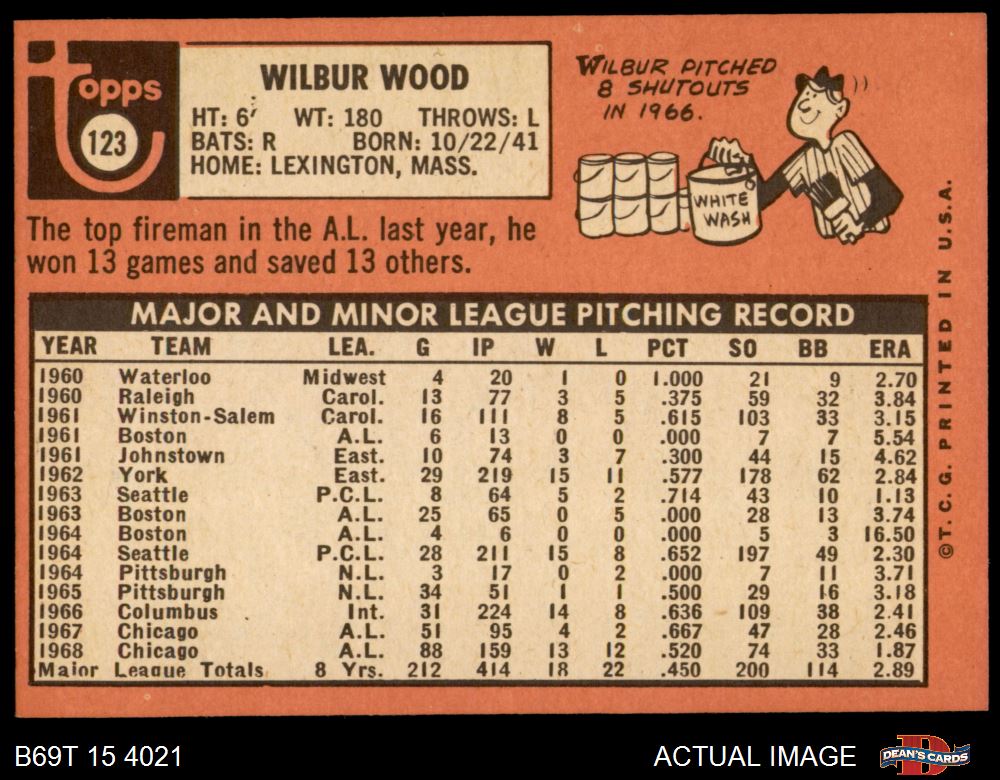 topps
123
WILBUR WOOD
HT: 6' WT: 180 THROWS: L
BATS: R BORN: 10/22/41
HOME: LEXINGTON, MASS.
WILBUR PITCHED
8 SHUTOUTS
IN 1966.
WHITE
WASH
The top fireman in the A.L. last year, he
won 13 games and saved 13 others.
MAJOR AND MINOR LEAGUE PITCHING RECORD
YEAR TEAM LEA. G IP W L PCT SO BB ERA
1960 Waterloo Midwest 4 20 1 0 1.000 21 9 2.70
1960 Raleigh Carol. 13 77 3 5 .375 59 32 3.84
1961 Winston-Salem Carol. 16 111 8 5 .615 103 33 3.15
1961 Boston A.L. 6 13 0 0 .000 7 7 5.54
1961 Johnstown East. 10 74 3 7 .300 44 15 4.62
1962 York East. 29 219 15 11 .577 178 62 2.84
1963 Seattle P.C.L. 8 64 5 2 .714 43 10 1.13
1963 Boston A.L. 25 65 0 5 .000 28 13 3.74
1964 Boston A.L. 4 6 0 0 .000 5 3 16.50
1964 Seattle P.C.L. 28 211 15 8 .652 197 49 2.30
1964 Pittsburgh N.L. 3 17 0 2 .000 7 11 3.71
1965 Pittsburgh N.L. 34 51 1 1 .500 29 16 3.18
1966 Columbus Int. 31 224 14 8 .636 109 38 2.41
1967 Chicago A.L. 51 95 4 2 .667 47 28 2.46
1968 Chicago A.L. 88 159 13 12 .520 74 33 1.87
Major League Totals 8 Yrs. 212 414 18 22 .450 200 114 2.89
©T.C.G. PRINTED IN U.S.A.
B69T 15 4021
ACTUAL IMAGE
DEAN'S CARDS